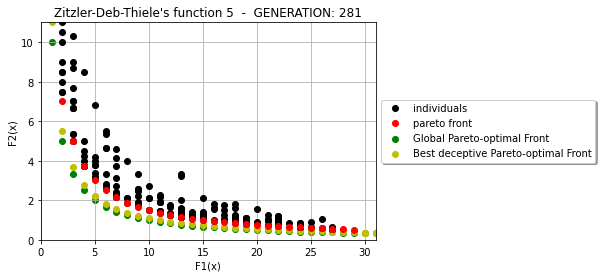 Zitzler-Deb-Thiele's function 5 - GENERATION: 281
F2(x)
10
8
6
4
2
0
0 5 10 15 20 25 30
F1(x)
individuals
pareto front
Global Pareto-optimal Front
Best deceptive Pareto-optimal Front